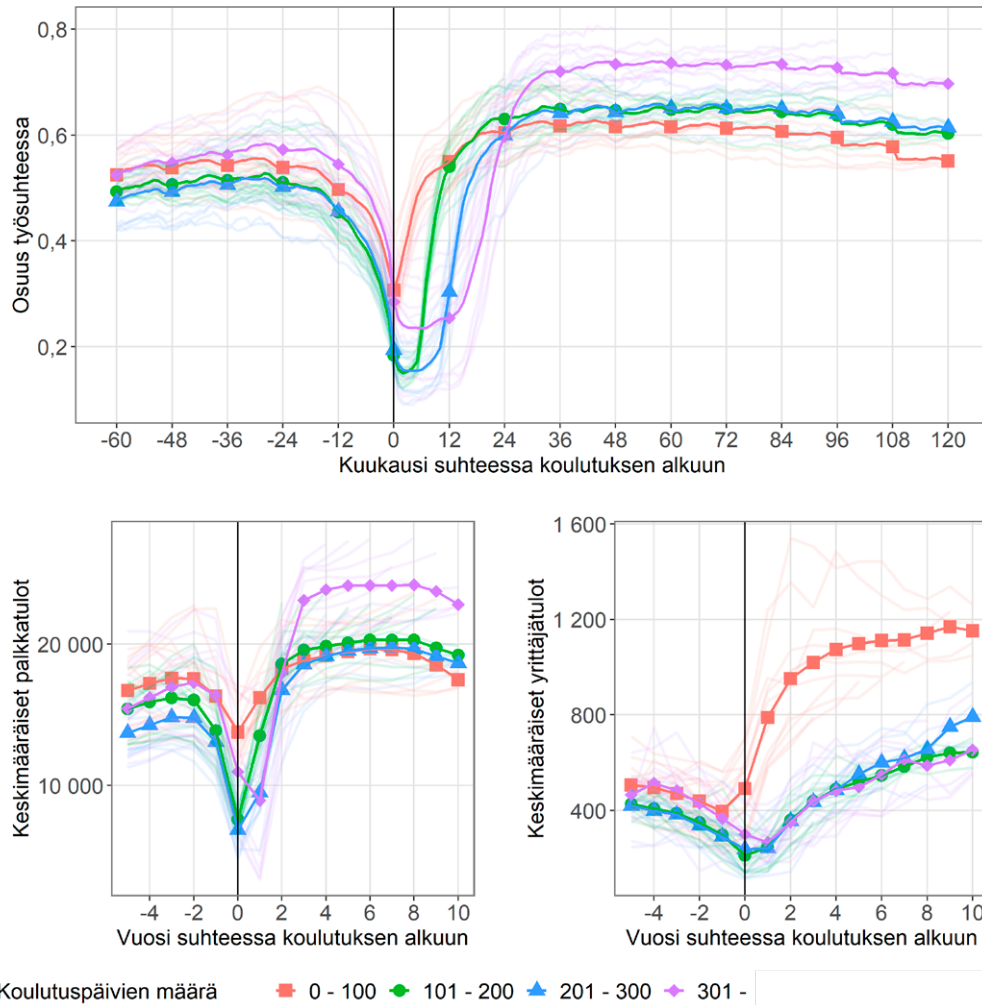 Osuus työsuhteessa
0,8
0,6
0,4
0,2
-60 -48 -36 -24 -12 0 12 24 36 48 60 72 84 96 108 120
Kuukausi suhteessa koulutuksen alkuun
Keskimääräiset palkatulot
20 000
10 000
-4 -2 0 2 4 6 8 10
Vuosi suhteessa koulutuksen alkuun
Keskimääräiset yrittäjätulot
1 600
1 200
800
400
-4 -2 0 2 4 6 8 10
Vuosi suhteessa koulutuksen alkuun
Koulutuspäivien määrä 0 - 100 101 - 200 201 - 300 301 -